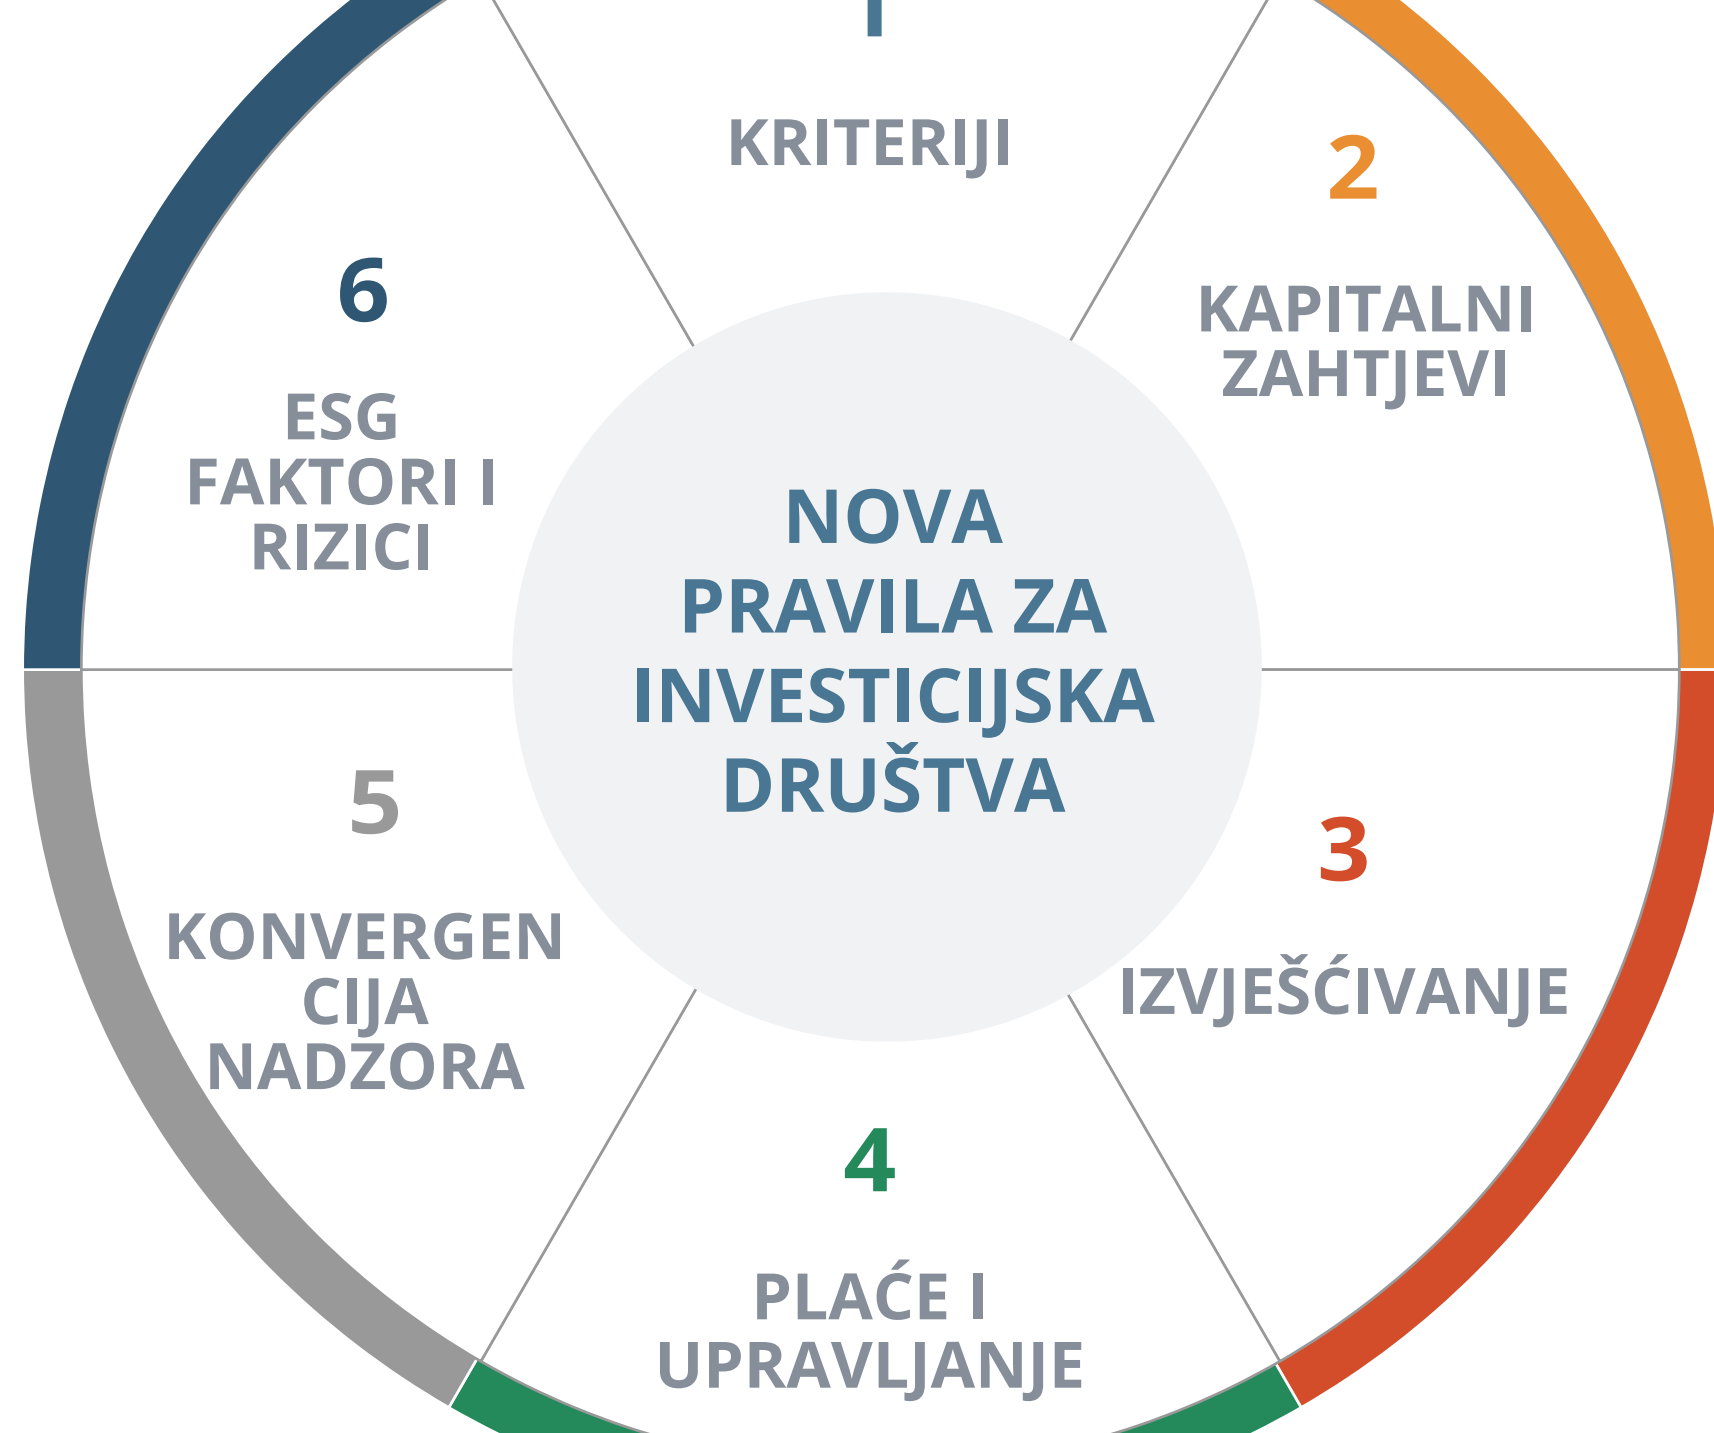 1
KRITERIJI
2
KAPITALNI
ZAHTJEVI
3
IZVJEŠĆIVANJE
4
PLAĆE I
UPRAVLJANJE
5
KONVERGEN
CIJA
NADZORA
6
ESG
FAKTORI I
RIZICI
NOVA
PRAVILA ZA
INVESTICIJSKA
DRUŠTVA